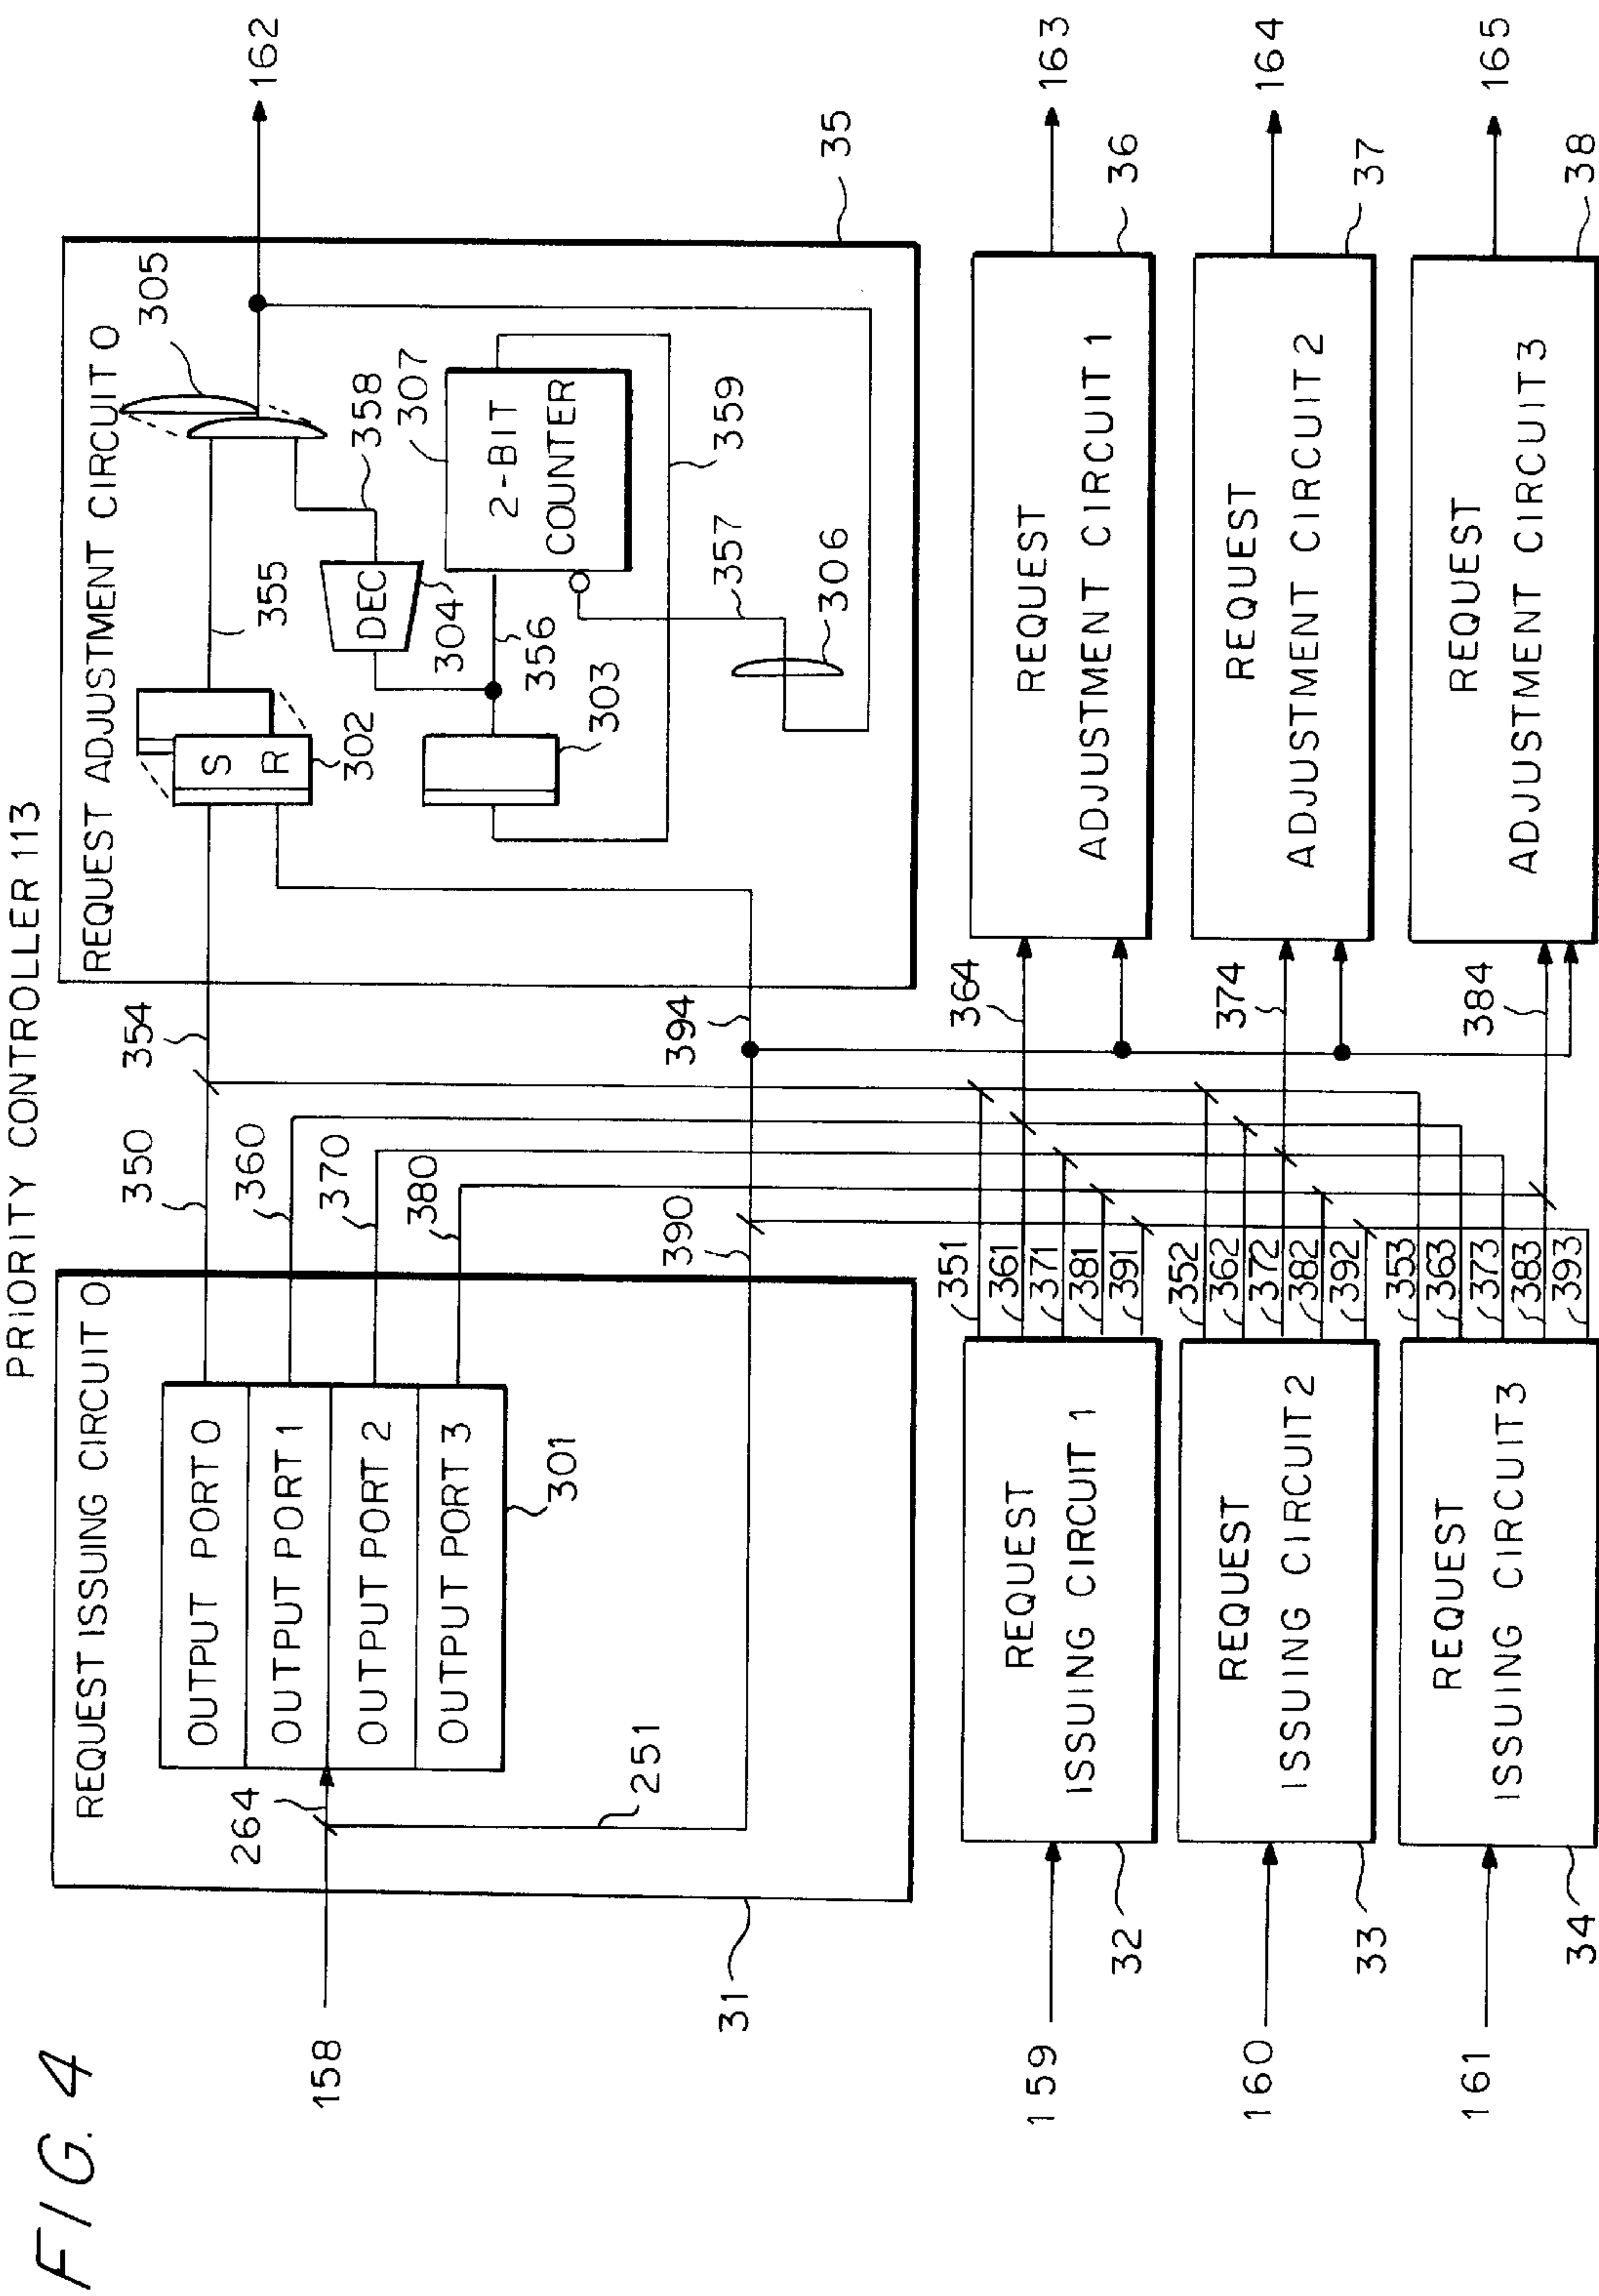 FIG. 4
PRIORITY CONTROLLER 113
REQUEST ISSUING CIRCUIT 0
OUTPUT PORT 0
OUTPUT PORT 1
OUTPUT PORT 2
OUTPUT PORT 3
301
264
251
158
31
350
360
370
380
390
354
394
REQUEST ADJUSTMENT CIRCUIT 0
S
R
302
355
305
DEC
304
358
307
2-BIT
COUNTER
356
303
359
357
306
35
162
159
REQUEST
ISSUING CIRCUIT 1
32
351
361
371
381
391
364
REQUEST
ADJUSTMENT CIRCUIT 1
36
163
160
REQUEST
ISSUING CIRCUIT 2
33
352
362
372
382
392
374
REQUEST
ADJUSTMENT CIRCUIT 2
37
164
161
REQUEST
ISSUING CIRCUIT 3
34
353
363
373
383
393
384
REQUEST
ADJUSTMENT CIRCUIT 3
38
165